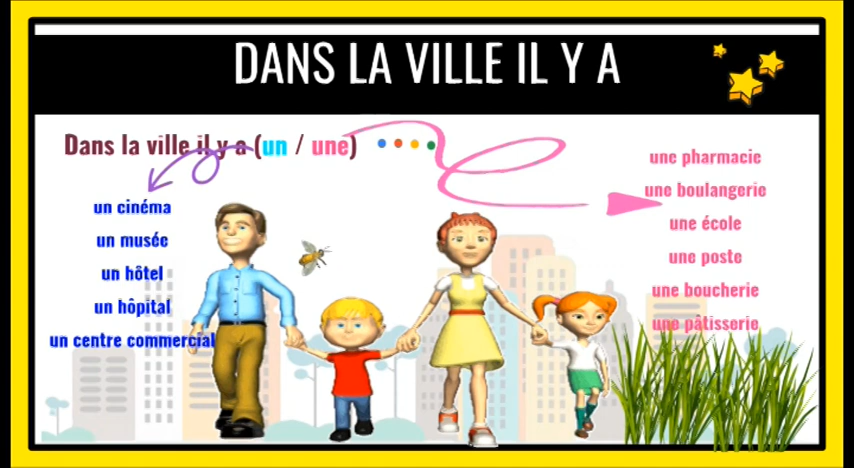 DANS LA VILLE IL Y A
Dans la ville il y a (un / une) ....
un cinéma
un musée
un hôtel
un hôpital
un centre commercial
une pharmacie
une boulangerie
une école
une poste
une boucherie
une pâtisserie